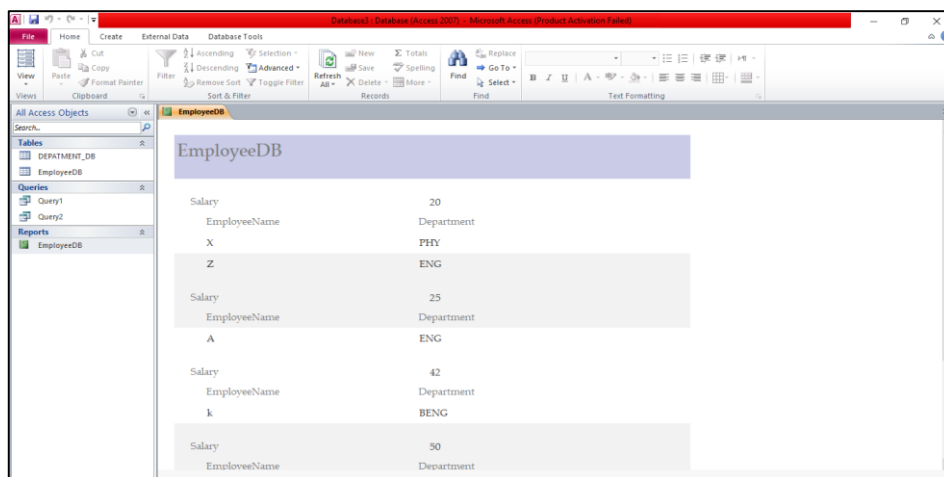 A
Database3 : Database (Access 2007) - Microsoft Access (Product Activation Failed)
File Home Create External Data Database Tools
View
Views
Paste
Cut
Copy
Format Painter
Clipboard
Filter
Ascending
Descending
Remove Sort
Selection
Advanced
Toggle Filter
Sort & Filter
Refresh All
New
Save
Delete
Totals
Spelling
More
Records
Find
Replace
Go To
Select
Find
B I U A
Text Formatting
All Access Objects
Search..
Tables
DEPATMENT_DB
EmployeeDB
Queries
Query1
Query2
Reports
EmployeeDB
EmployeeDB
EmployeeDB
Salary 20
EmployeeName Department
X PHY
Z ENG
Salary 25
EmployeeName Department
A ENG
Salary 42
EmployeeName Department
k BENG
Salary 50
EmployeeName Department